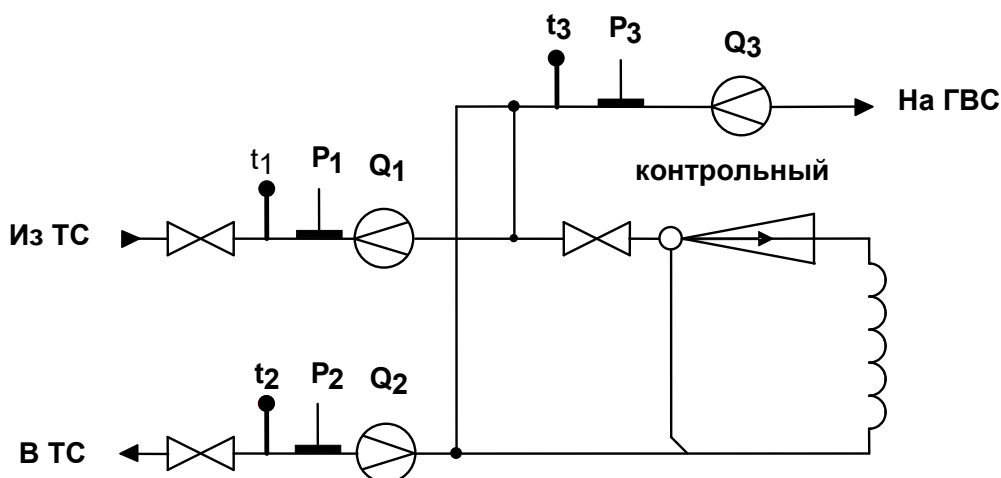 t3 P3 Q3
На ГВС
контрольный
t1 P1 Q1
Из ТС
t2 P2 Q2
В ТС